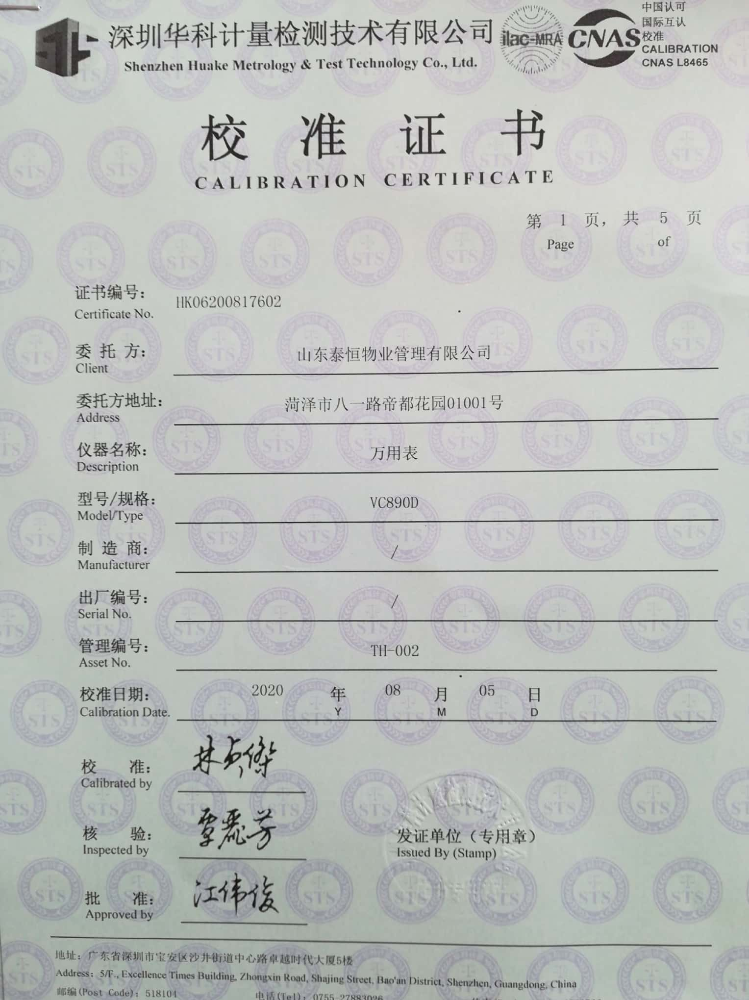 深圳华科计量检测技术有限公司
Shenzhen Huake Metrology & Test Technology Co., Ltd.
ilac-MRA
CNAS
中国认可
国际互认
校准
CALIBRATION
CNAS L8465
校 准 证 书
CALIBRATION CERTIFICATE
第 1 页, 共 5 页
Page of
证书编号: HK06200817602
Certificate No.
委 托 方: 山东泰恒物业管理有限公司
Client
委托方地址: 菏泽市八一路帝都花园01001号
Address
仪器名称: 万用表
Description
型号/规格: VC890D
Model/Type
制 造 商: /
Manufacturer
出厂编号: /
Serial No.
管理编号: TH-002
Asset No.
校准日期: 2020 年 08 月 05 日
Calibration Date. Y M D
校 准:
Calibrated by
核 验: 覃丽芳
Inspected by
发证单位（专用章）
Issued By (Stamp)
批 准: 江伟俊
Approved by
地址: 广东省深圳市宝安区沙井街道中心路卓越时代大厦5楼
Address: 5/F., Excellence Times Building, Zhongxin Road, Shajing Street, Bao'an District, Shenzhen, Guangdong, China
邮编(Post Code): 518104 电话(Tel): 0755-27883026